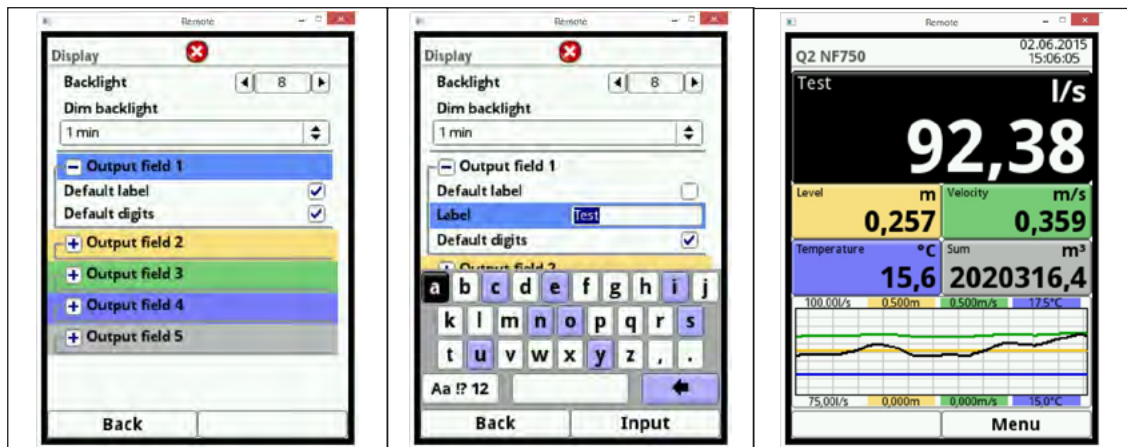 Remote
Display
Backlight 8
Dim backlight
1 min
Output field 1
Default label
Default digits
Output field 2
Output field 3
Output field 4
Output field 5
Back
Remote
Display
Backlight 8
Dim backlight
1 min
Output field 1
Default label
Label Test
Default digits
Output field 2
a b c d e f g h i j
k l m n o p q r s
t u v w x y z , .
Aa !? 12
Back Input
Remote
Q2 NF750 02.06.2015
15:06:05
Test l/s
92,38
Level m Velocity m/s
0,257 0,359
Temperature °C Sum m³
15,6 2020316,4
100,00l/s 0,500m 0,500m/s 17,5°C
75,00l/s 0,000m 0,000m/s 15,0°C
Menu